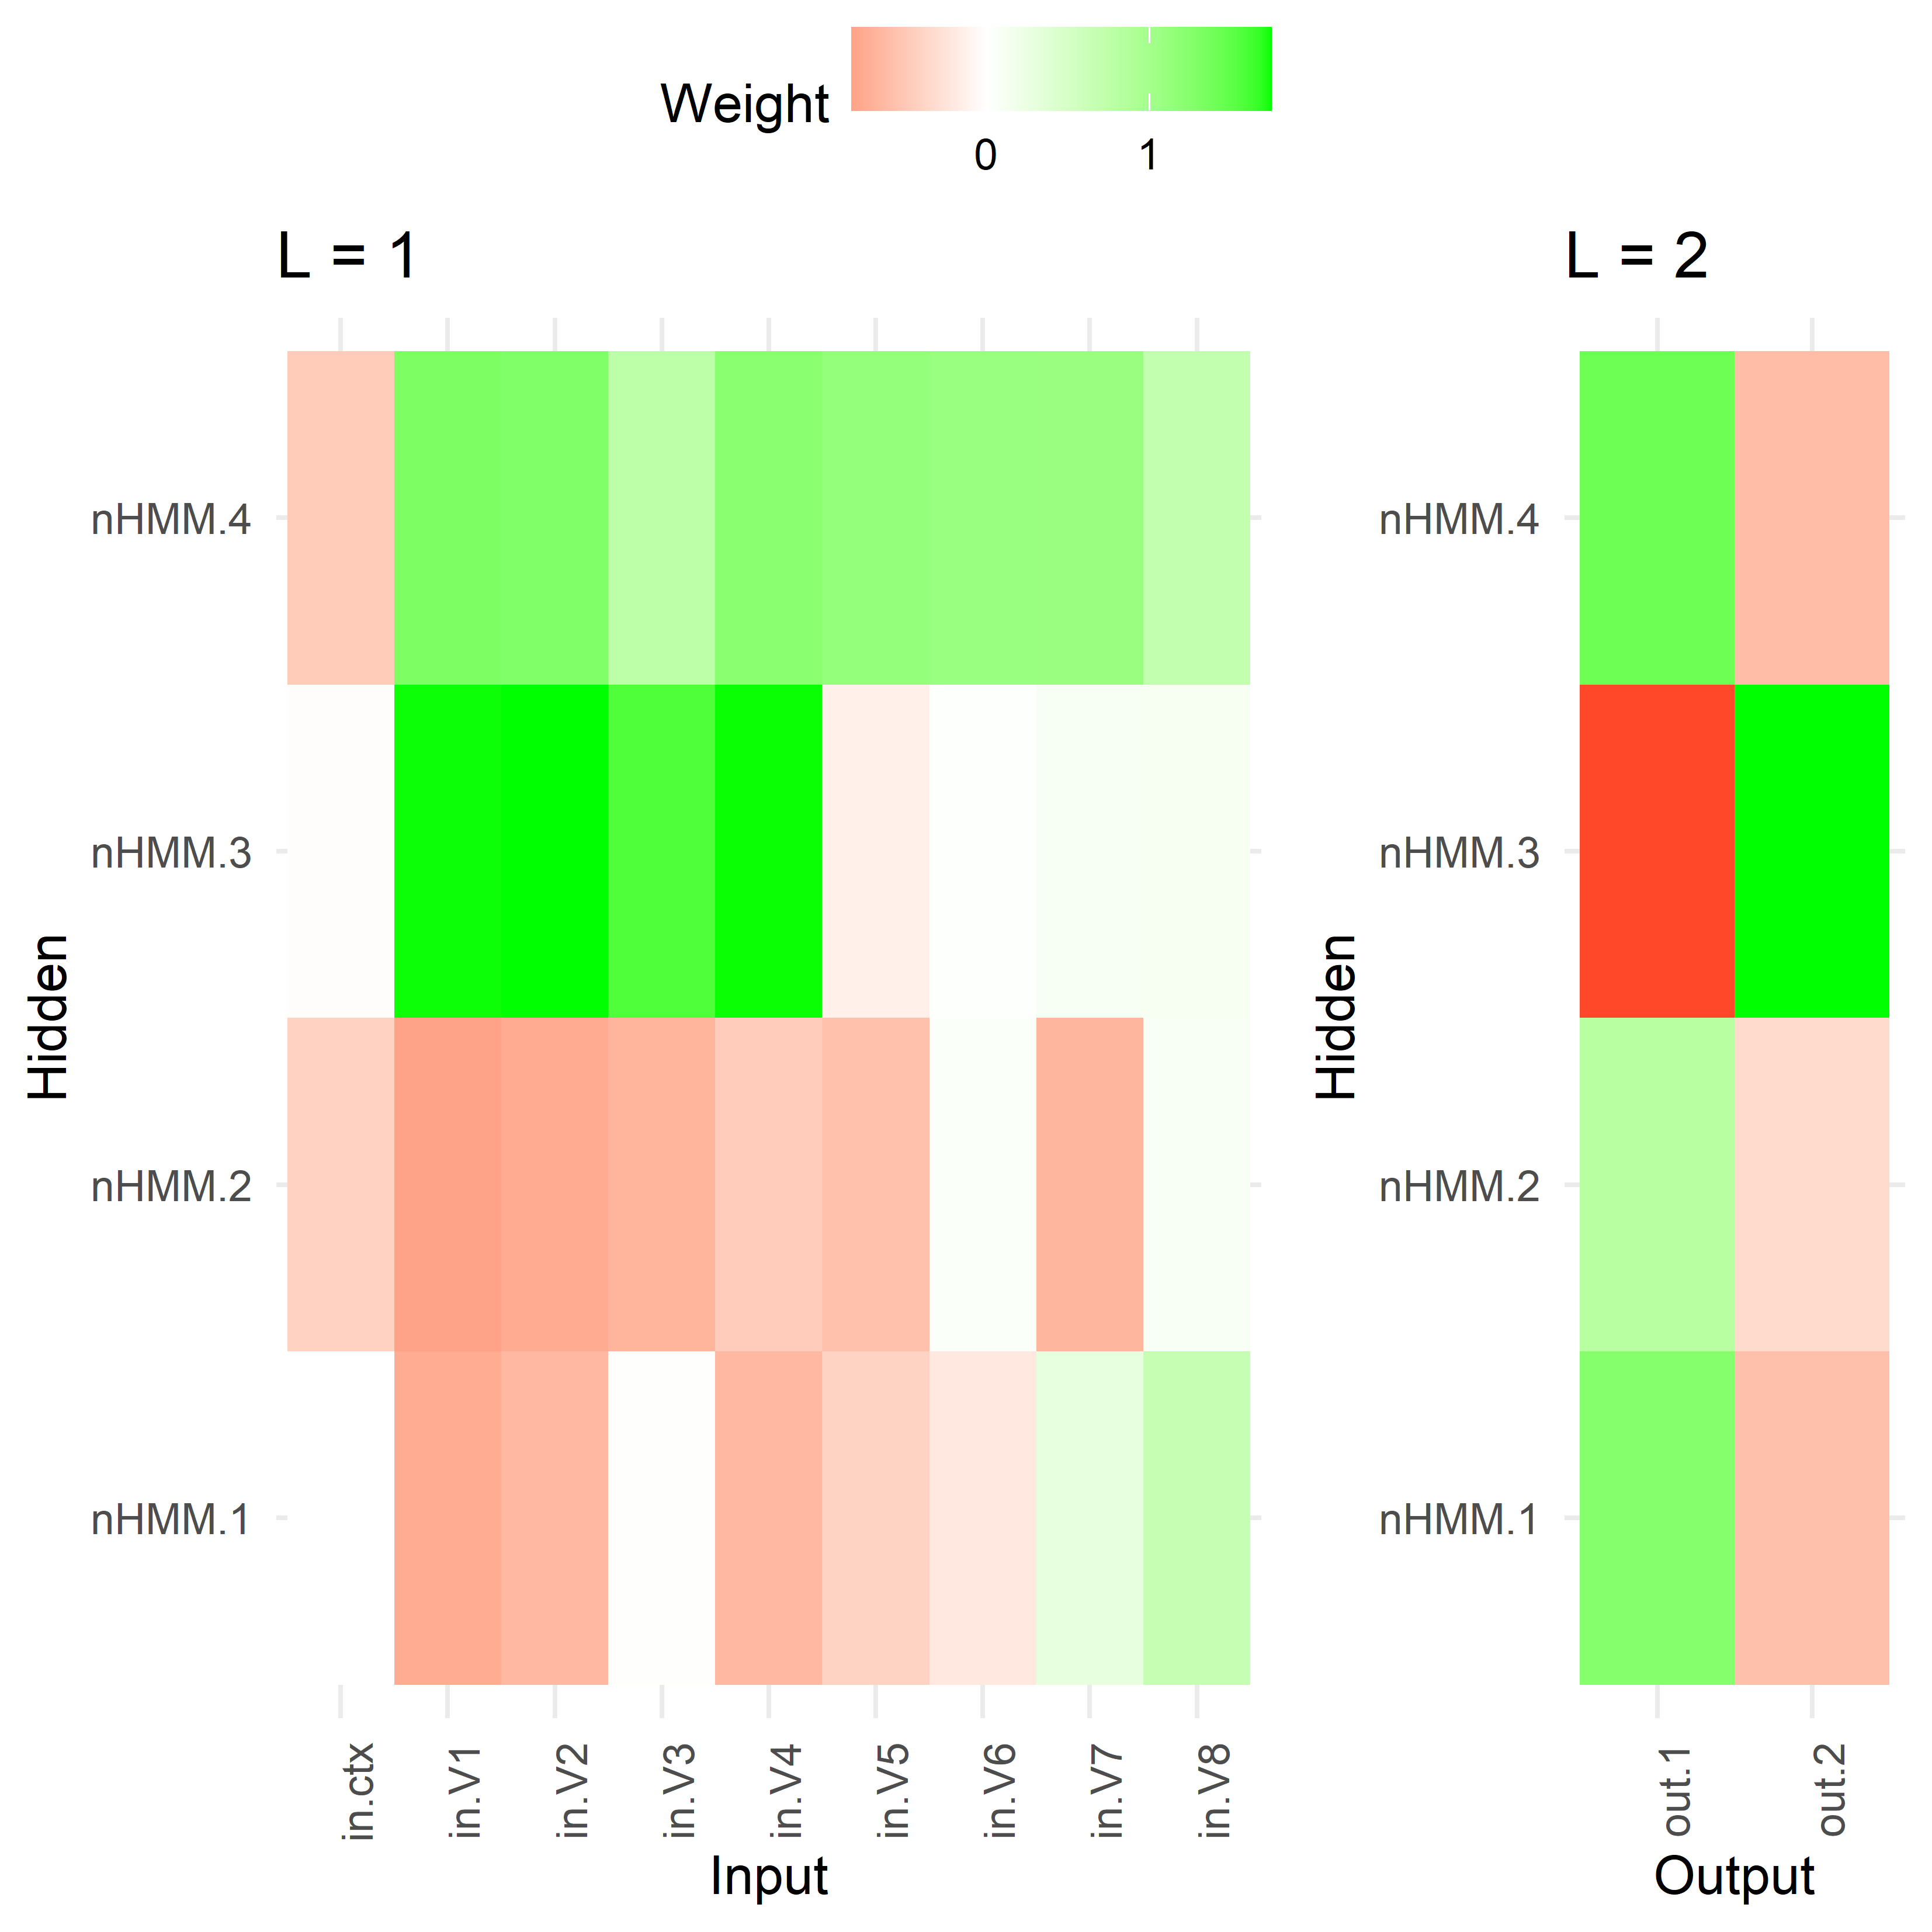 Weight
0 1
L = 1
L = 2
Hidden
nHMM.4
nHMM.3
nHMM.2
nHMM.1
in.ctx
in.V1
in.V2
in.V3
in.V4
in.V5
in.V6
in.V7
in.V8
Input
Hidden
nHMM.4
nHMM.3
nHMM.2
nHMM.1
out.1
out.2
Output